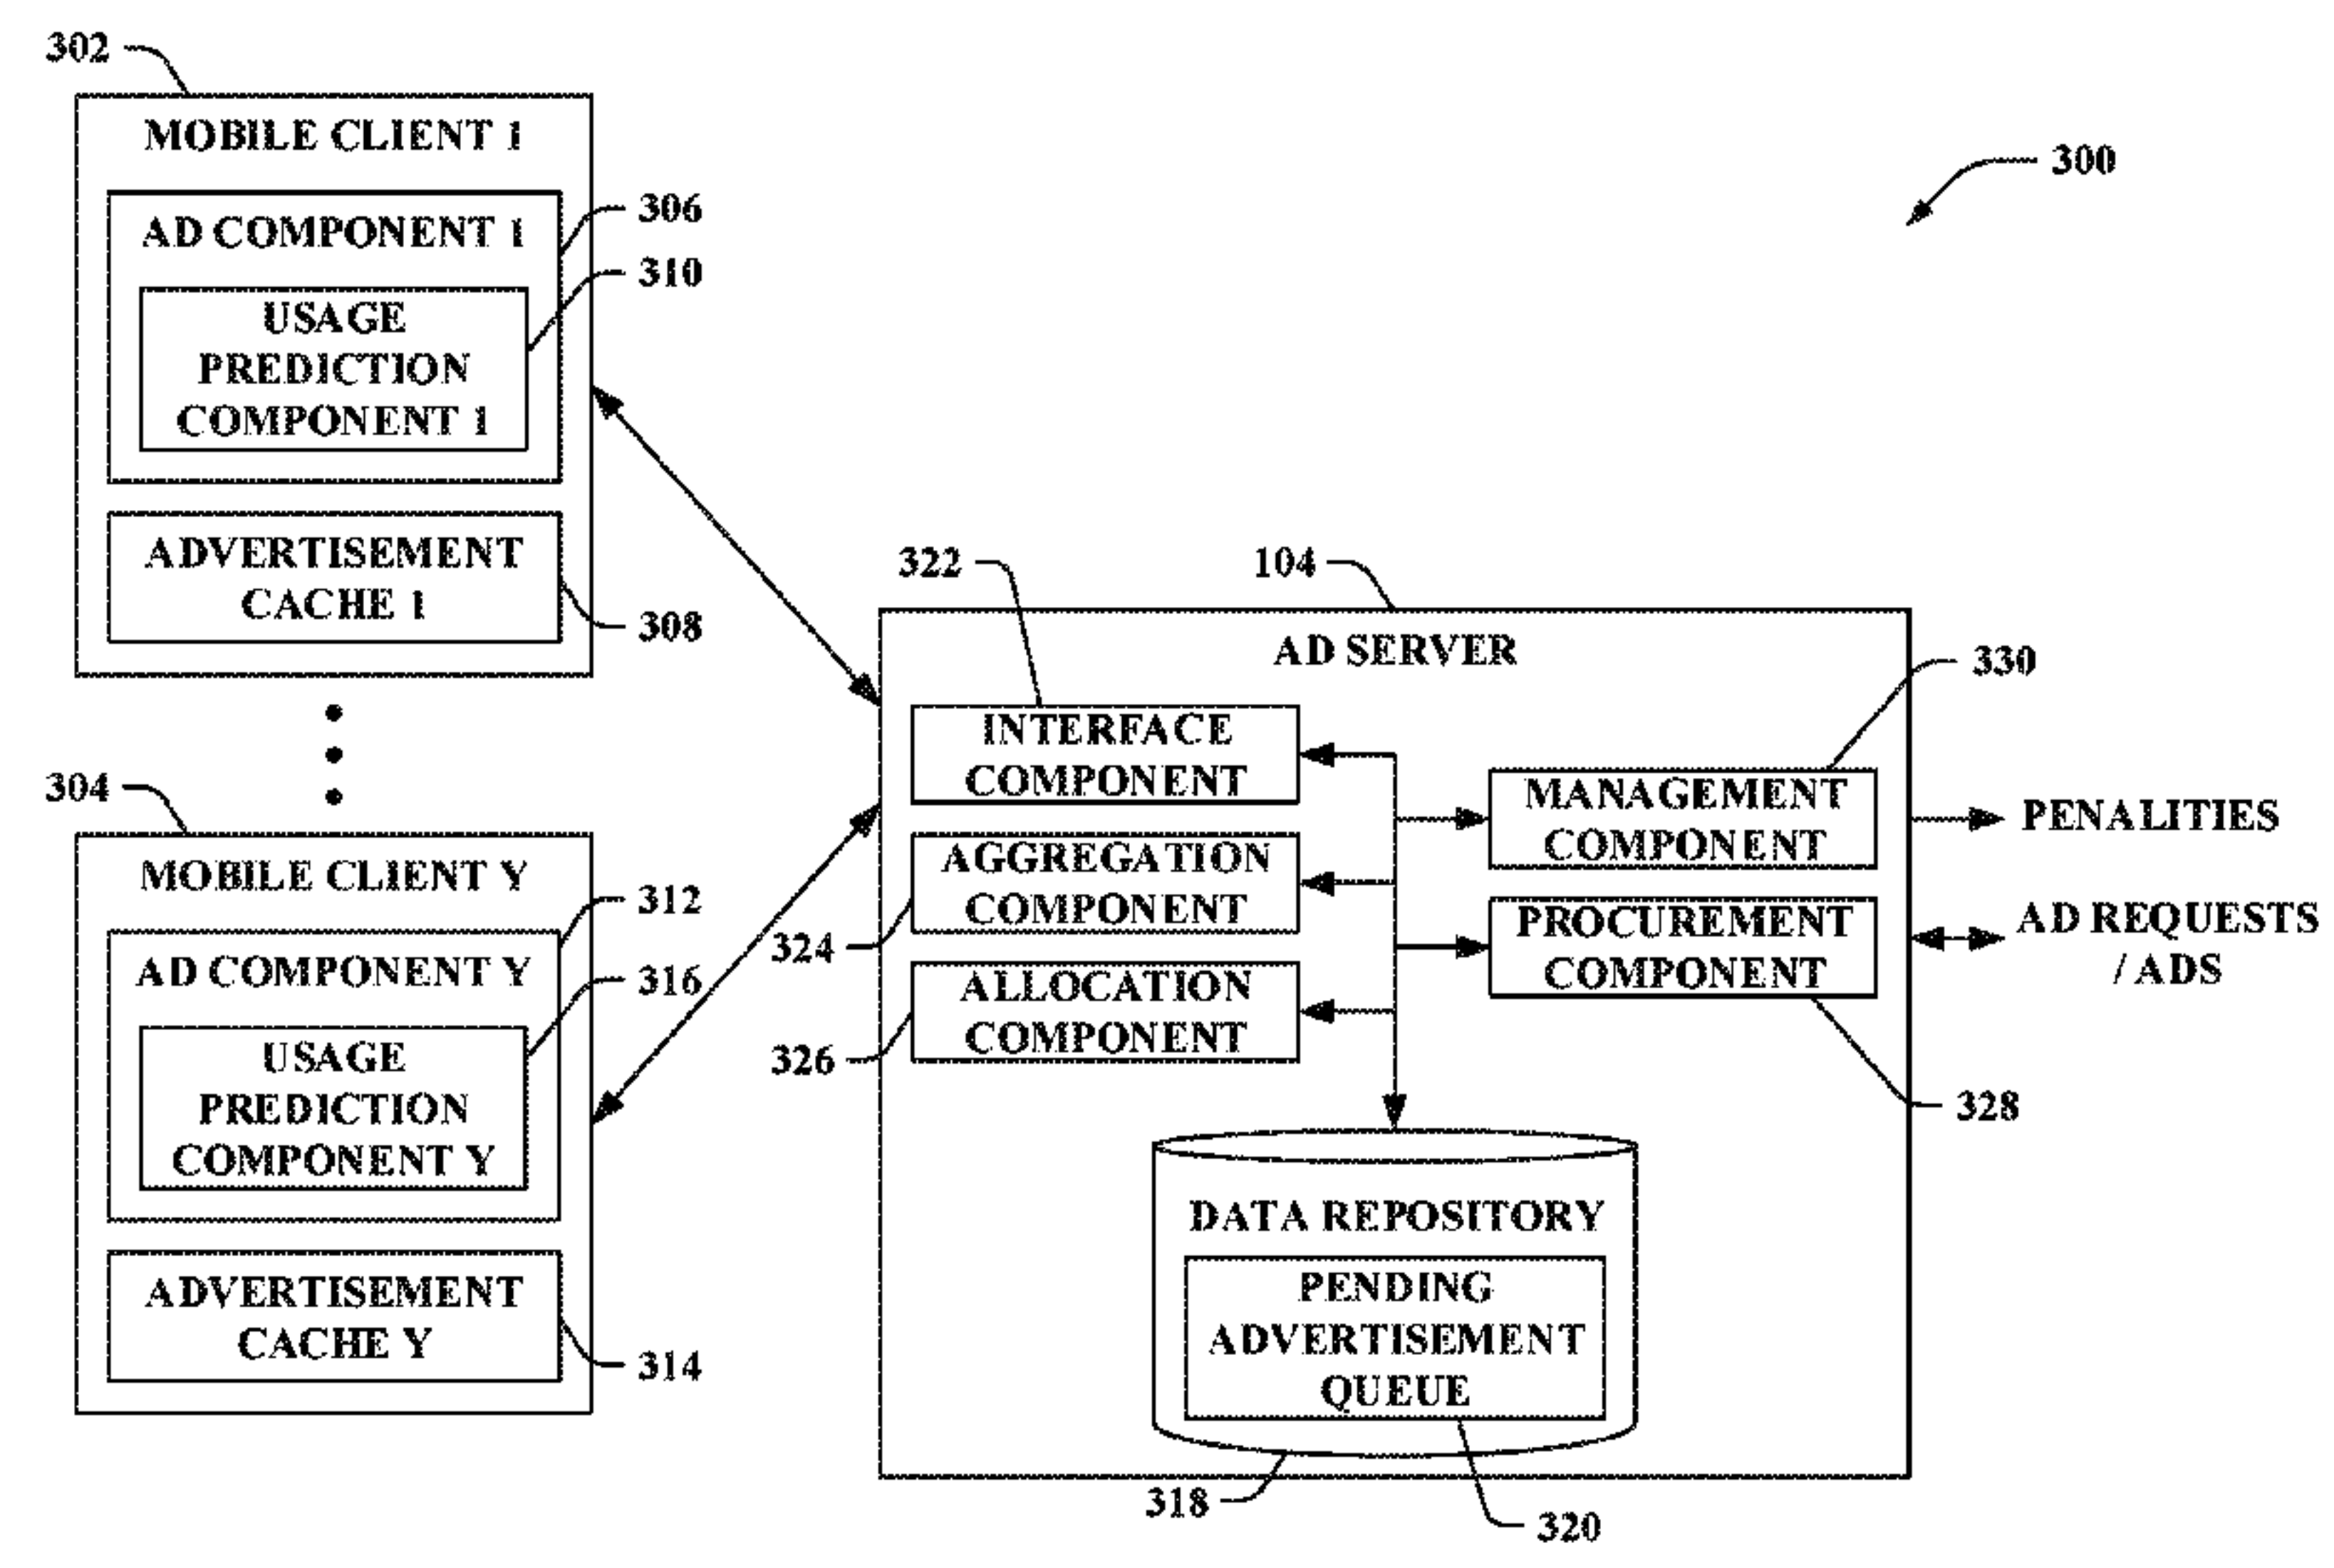 302
MOBILE CLIENT 1
AD COMPONENT 1
306
310
USAGE
PREDICTION
COMPONENT 1
ADVERTISEMENT
CACHE 1
308
300
304
MOBILE CLIENT Y
312
AD COMPONENT Y
316
USAGE
PREDICTION
COMPONENT Y
ADVERTISEMENT
CACHE Y
314
322
104
AD SERVER
330
INTERFACE
COMPONENT
MANAGEMENT
COMPONENT
PENALITIES
AGGREGATION
COMPONENT
324
PROCUREMENT
COMPONENT
AD REQUESTS
/ ADS
ALLOCATION
COMPONENT
326
328
DATA REPOSITORY
PENDING
ADVERTISEMENT
QUEUE
318
320